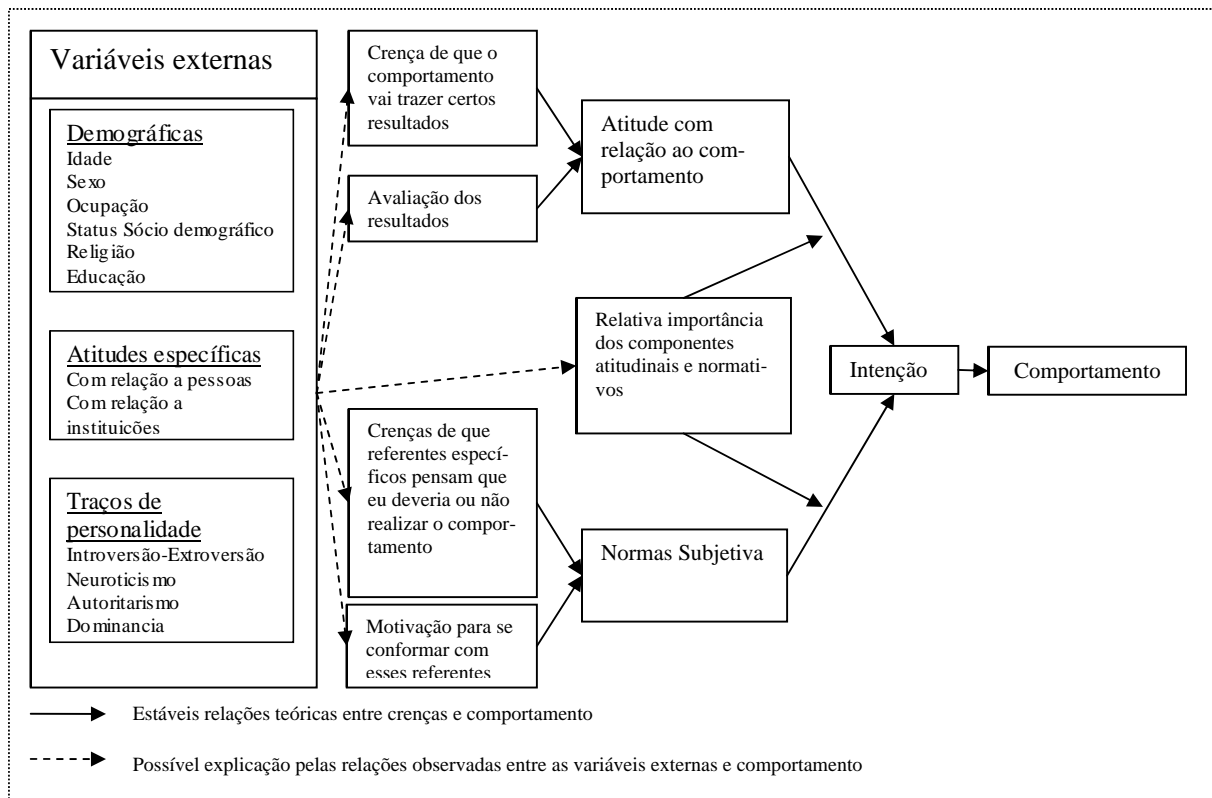 Variáveis externas
Demográficas
Idade
Sexo
Ocupação
Status Sócio demográfico
Religião
Educação
Atitudes específicas
Com relação a pessoas
Com relação a
instituicões
Traços de
personalidade
Introversão-Extroversão
Neuroticismo
Autoritarismo
Dominancia
Crença de que o
comportamento
vai trazer certos
resultados
Avaliação dos
resultados
Crenças de que
referentes especí-
ficos pensam que
eu deveria ou não
realizar o compor-
tamento
Motivação para se
conformar com
esses referentes
Atitude com
relação ao com-
portamento
Relativa importância
dos componentes
atitudinais e normati-
vos
Normas Subjetiva
Intenção
Comportamento
Estáveis relações teóricas entre crenças e comportamento
Possível explicação pelas relações observadas entre as variáveis externas e comportamento